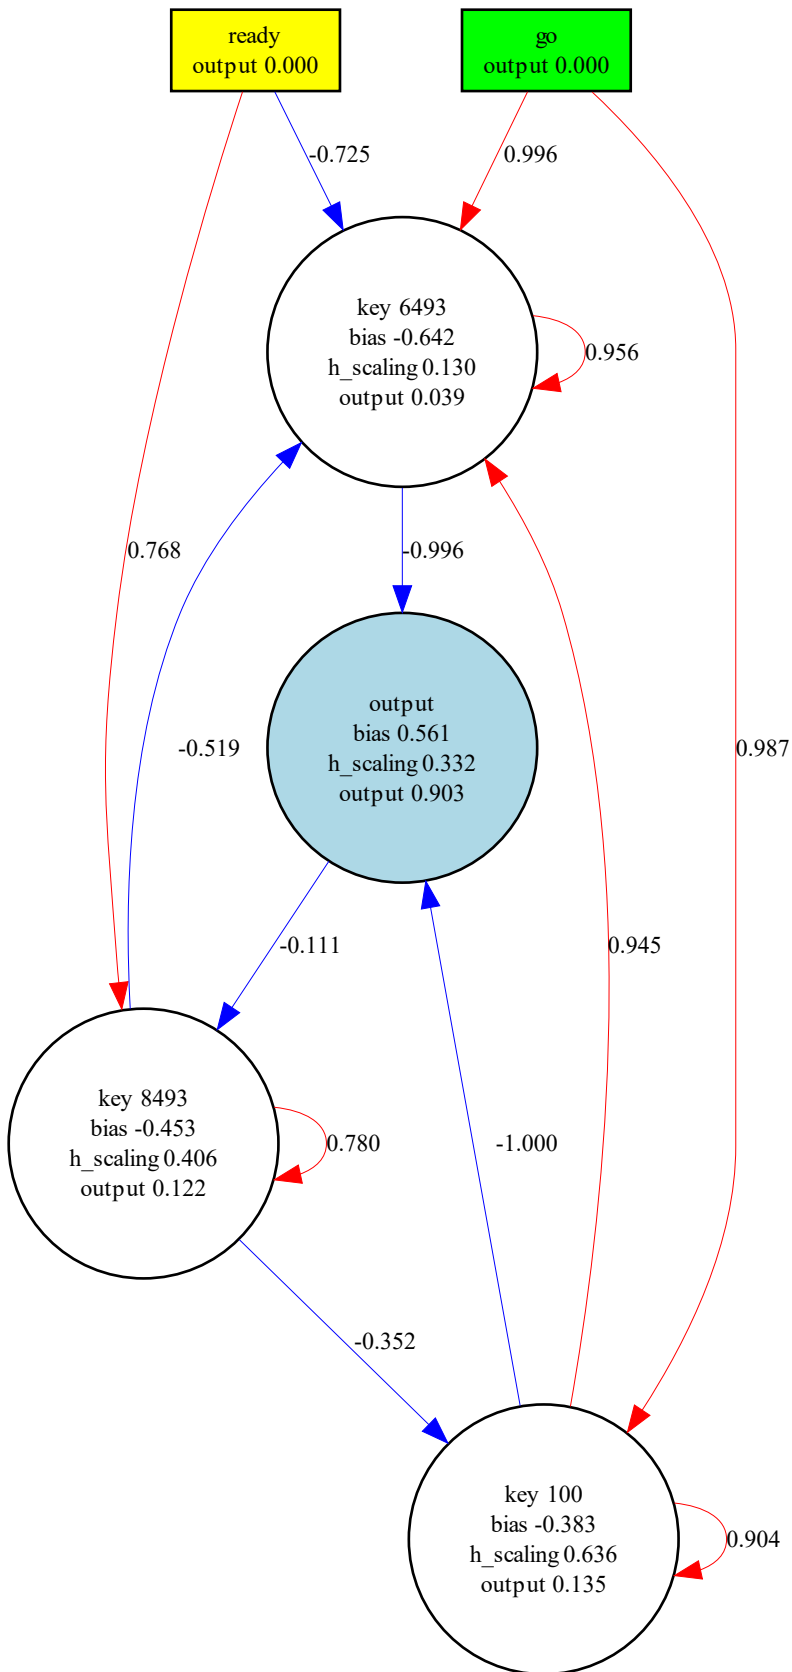 ready
output 0.000
go
output 0.000
-0.725
0.996
key 6493
bias -0.642
h_scaling 0.130
output 0.039
0.956
0.768
-0.996
output
bias 0.561
h_scaling 0.332
output 0.903
-0.519
0.987
-0.111
0.945
key 8493
bias -0.453
h_scaling 0.406
output 0.122
0.780
-1.000
-0.352
key 100
bias -0.383
h_scaling 0.636
output 0.135
0.904